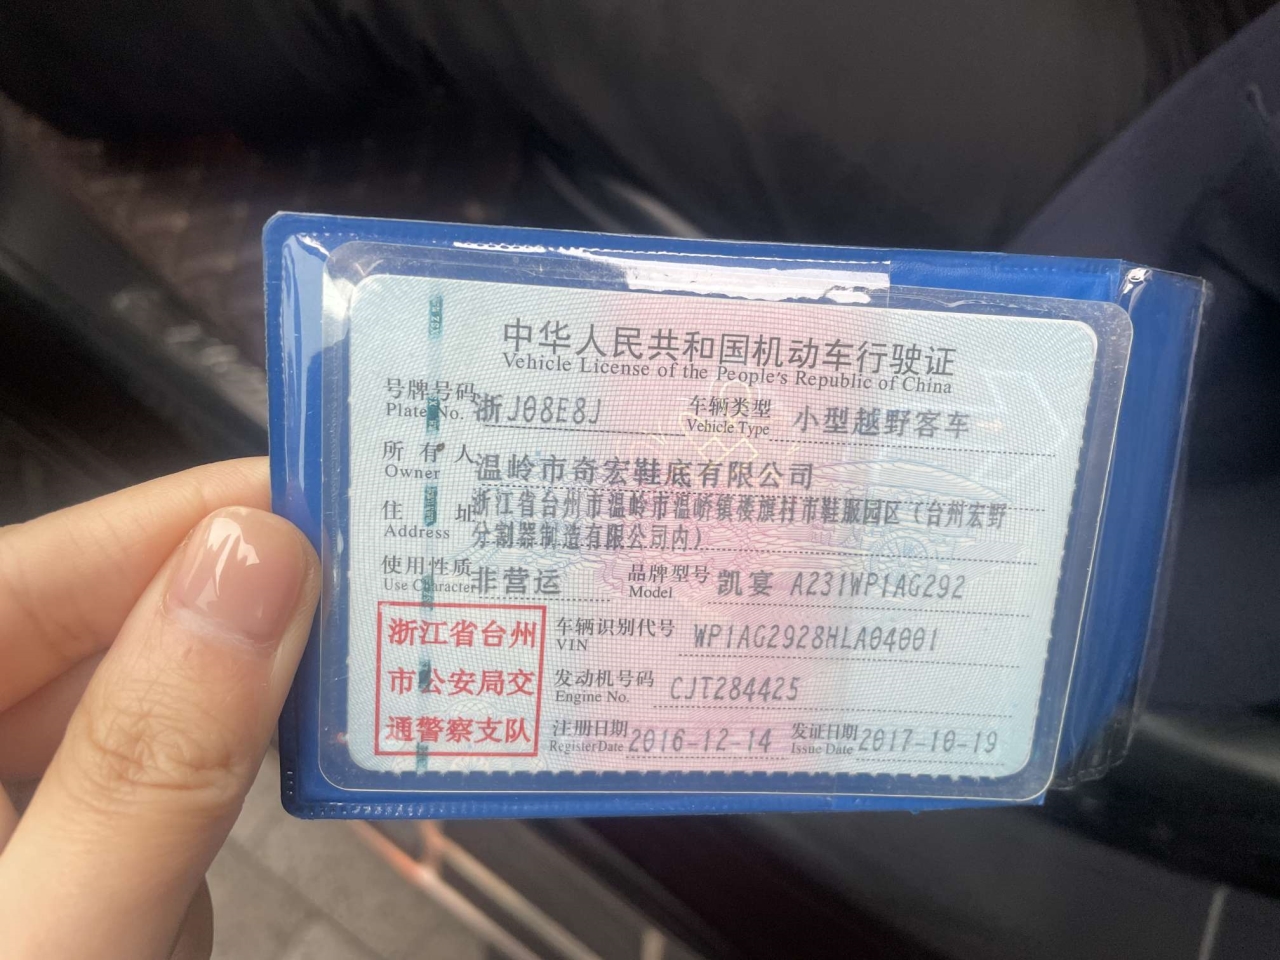 中华人民共和国机动车行驶证
Vehicle License of the People's Republic of China
号牌号码 浙J08E8J 车辆类型 小型越野客车
Plate No. Vehicle Type
所有人 温岭市奇宏鞋底有限公司
Owner
住址 浙江省台州市温岭市温峤镇楼旗村市鞋服园区（台州宏野
Address 分割器制造有限公司内）
使用性质 非营运 品牌型号 凯宴 A231WP1AG292
Use Character Model
浙江省台州
市公安局交
通警察支队
车辆识别代号 WP1AG2928HLA04001
VIN
发动机号码 CJT284425
Engine No.
注册日期 2016-12-14 发证日期 2017-10-19
Register Date Issue Date